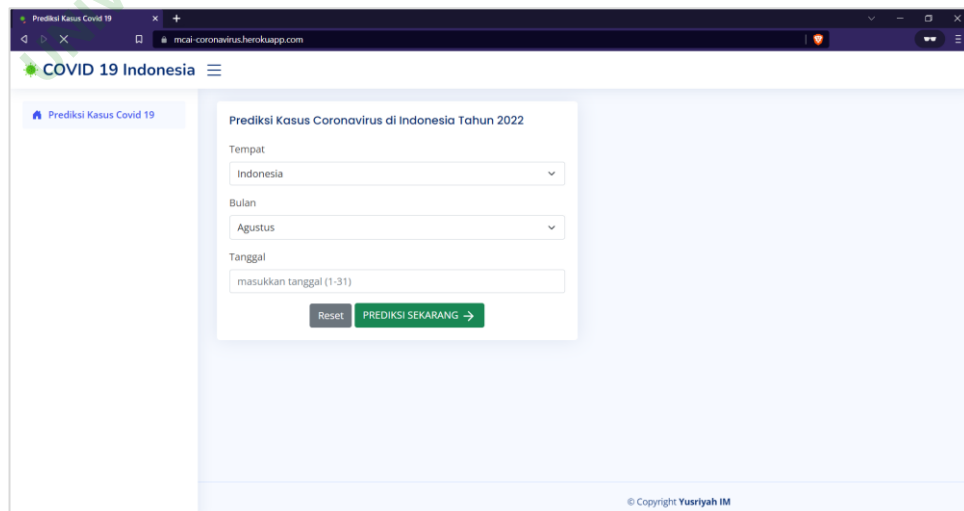 Prediksi Kasus Covid 19
mcai-coronavirus.herokuapp.com
COVID 19 Indonesia
Prediksi Kasus Covid 19
Prediksi Kasus Coronavirus di Indonesia Tahun 2022
Tempat
Indonesia
Bulan
Agustus
Tanggal
masukkan tanggal (1-31)
Reset
PREDIKSI SEKARANG →
© Copyright Yusriyah IM